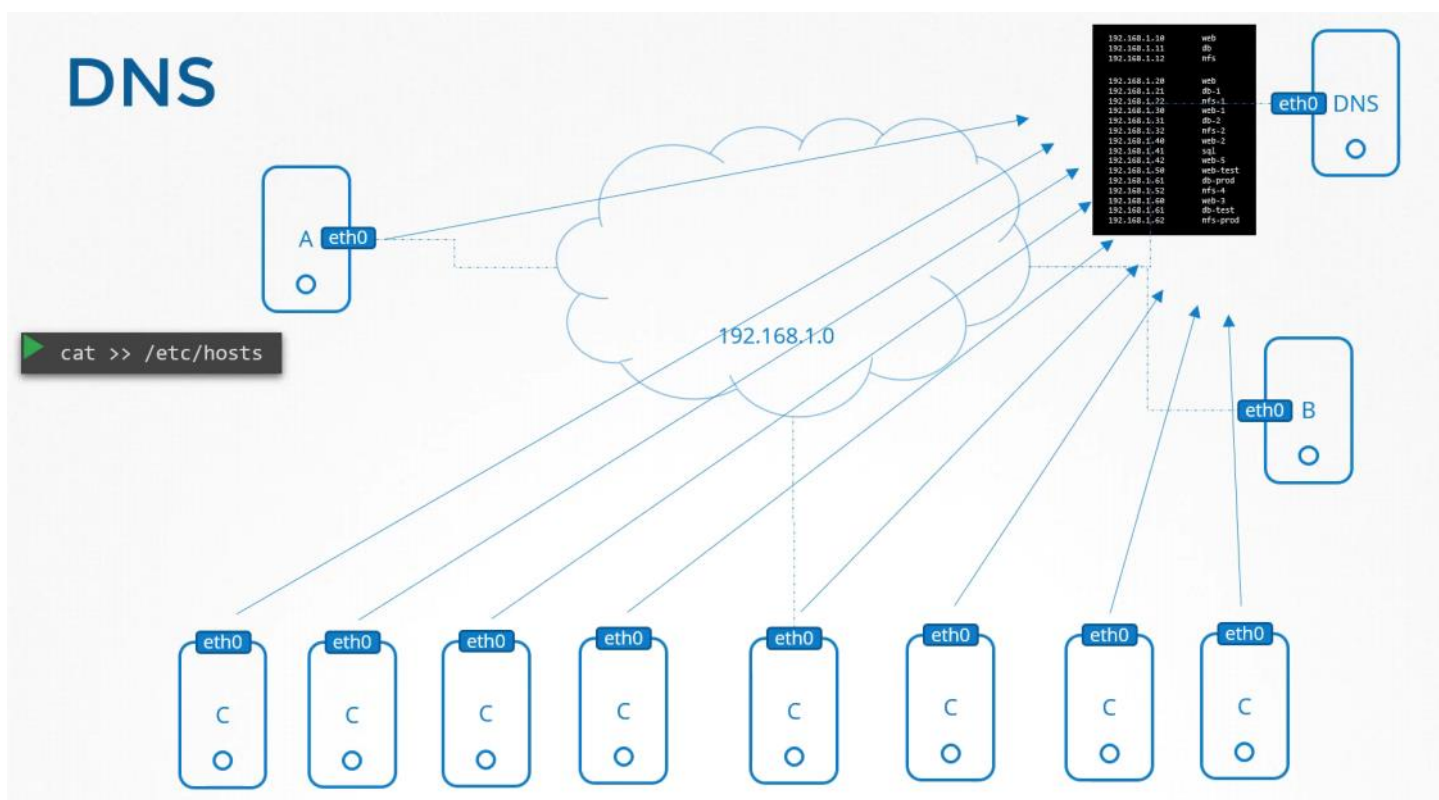 DNS
192.168.1.10 web
192.168.1.11 db
192.168.1.12 nfs
192.168.1.20 web
192.168.1.21 db-1
192.168.1.22 nfs-1
192.168.1.30 web-1
192.168.1.31 db-2
192.168.1.32 nfs-2
192.168.1.40 web-2
192.168.1.41 sql
192.168.1.42 web-5
192.168.1.50 web-test
192.168.1.61 db-prod
192.168.1.52 nfs-4
192.168.1.60 web-3
192.168.1.61 db-test
192.168.1.62 nfs-prod
eth0 DNS
A eth0
192.168.1.0
cat >> /etc/hosts
eth0 B
eth0
eth0
eth0
eth0
eth0
eth0
eth0
eth0
C
C
C
C
C
C
C
C